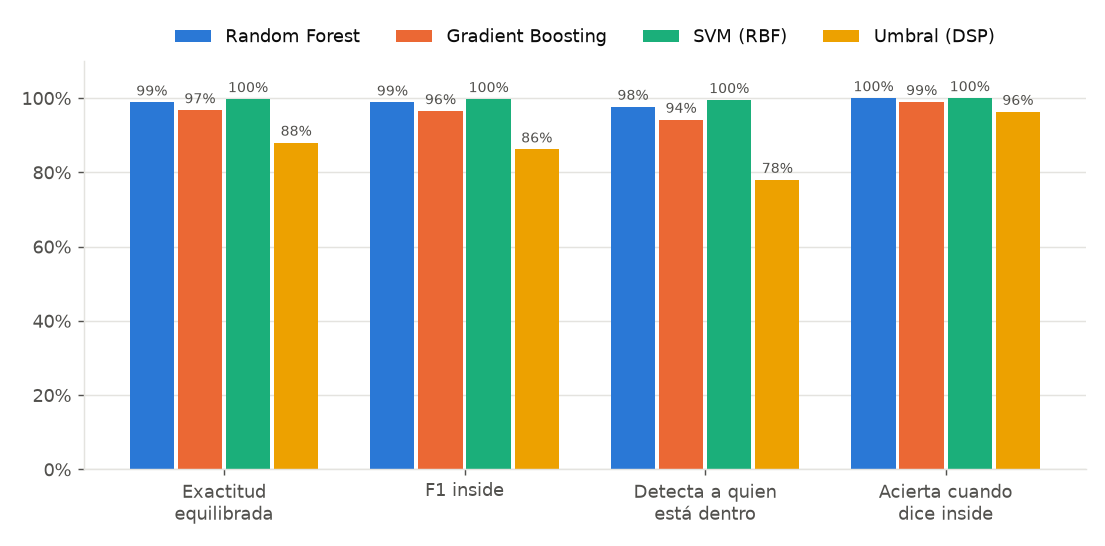 Random Forest
Gradient Boosting
SVM (RBF)
Umbral (DSP)
100%
80%
60%
40%
20%
0%
99%
97%
100%
88%
99%
96%
100%
86%
98%
94%
100%
78%
100%
99%
100%
96%
Exactitud
equilibrada
F1 inside
Detecta a quien
está dentro
Acierta cuando
dice inside